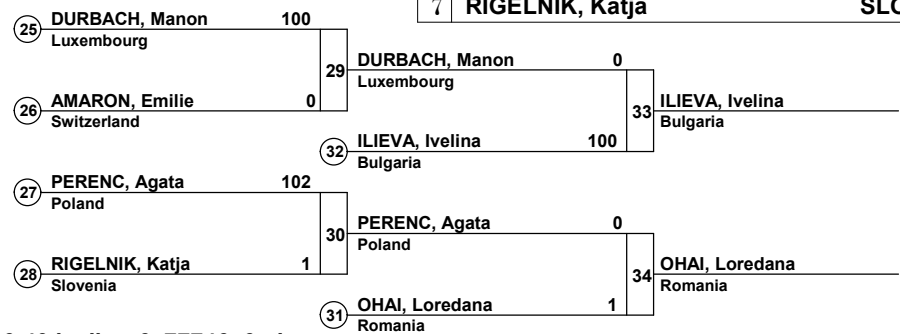 7 RIGELNIK, Katja
25 DURBACH, Manon 100
Luxembourg
29 DURBACH, Manon 0
Luxembourg
26 AMARON, Emilie 0
Switzerland
33 ILIEVA, Ivelina
Bulgaria
32 ILIEVA, Ivelina 100
Bulgaria
27 PERENC, Agata 102
Poland
30 PERENC, Agata 0
Poland
28 RIGELNIK, Katja 1
Slovenia
34 OHAI, Loredana
Romania
31 OHAI, Loredana 1
Romania